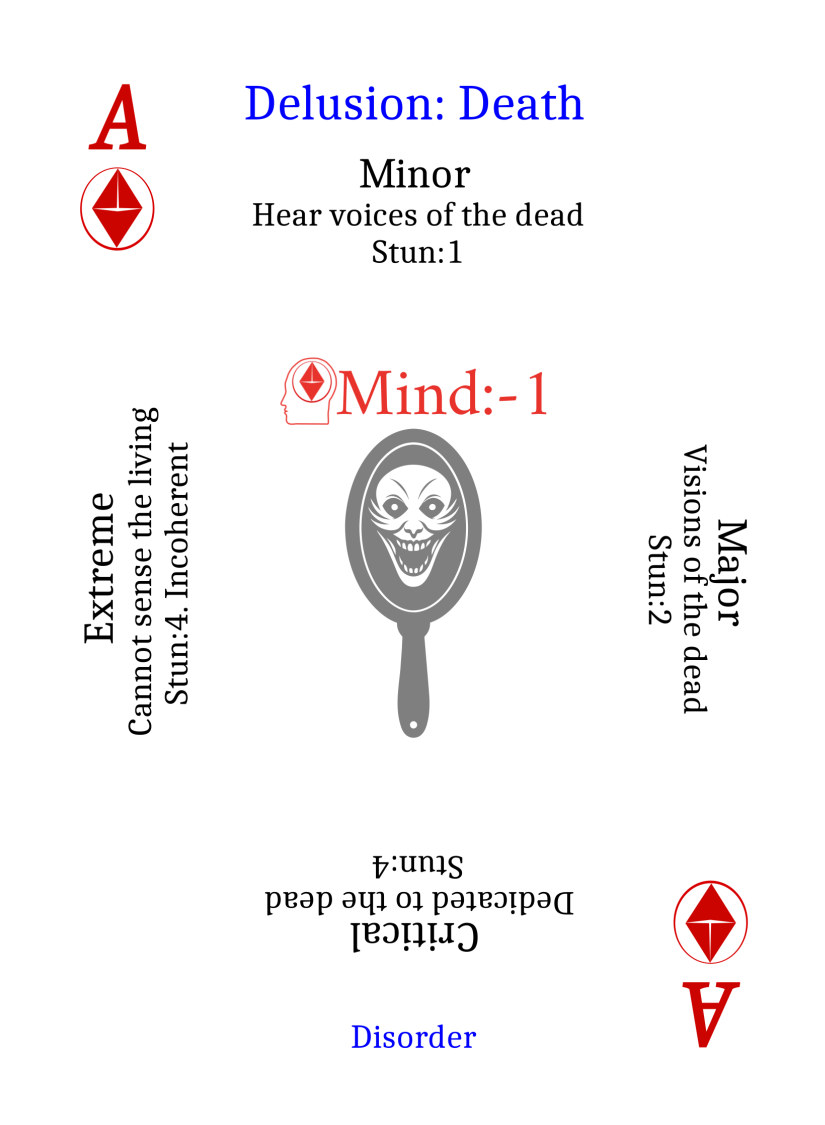 A
Delusion: Death
Minor
Hear voices of the dead
Stun:1
Mind:-1
Extreme
Cannot sense the living
Stun:4. Incoherent
Major
Visions of the dead
Stun:2
Critical
Dedicated to the dead
Stun:4
A
Disorder